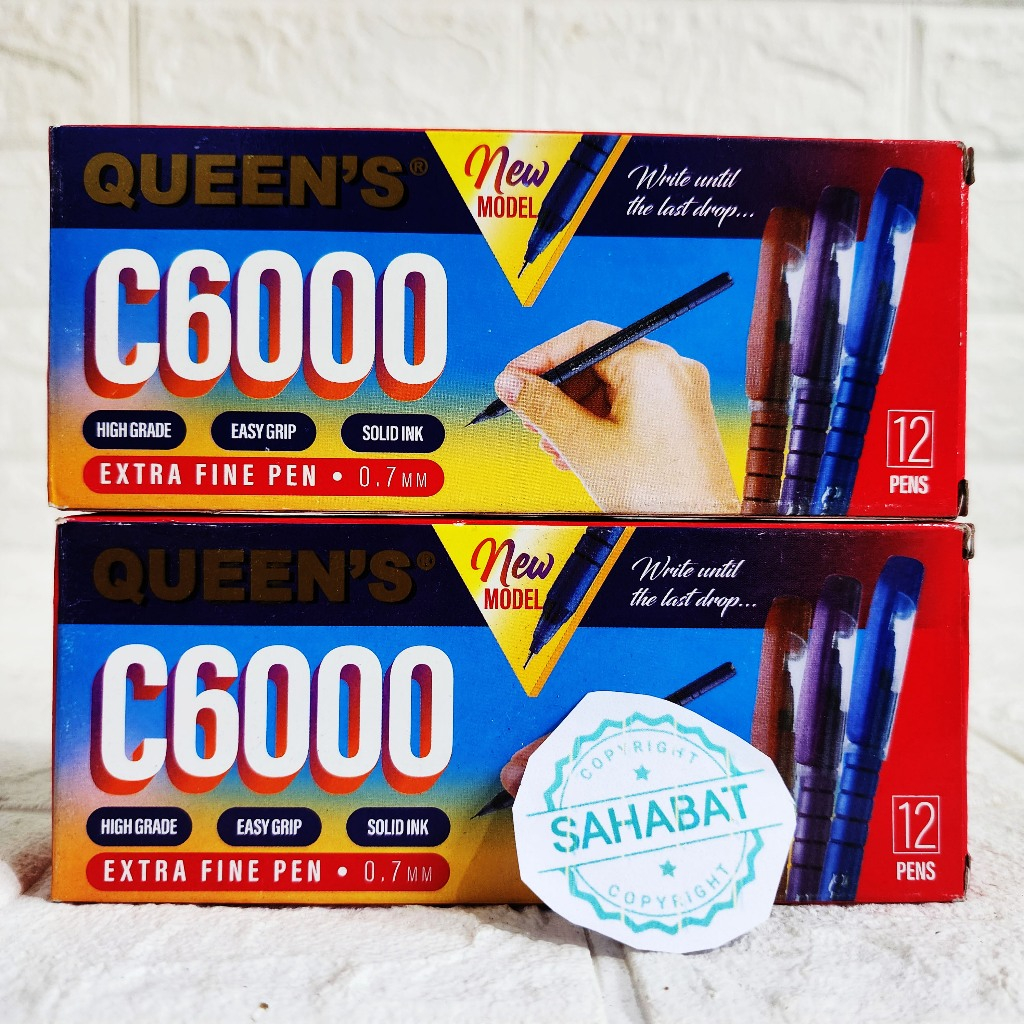 QUEEN'S®
New
MODEL
Write until
the last drop...
C6000
HIGH GRADE EASY GRIP SOLID INK
EXTRA FINE PEN • 0.7MM
12
PENS
QUEEN'S®
New
MODEL
Write until
the last drop...
C6000
HIGH GRADE EASY GRIP SOLID INK
EXTRA FINE PEN • 0.7MM
12
PENS
COPYRIGHT
SAHABAT
COPYRIGHT